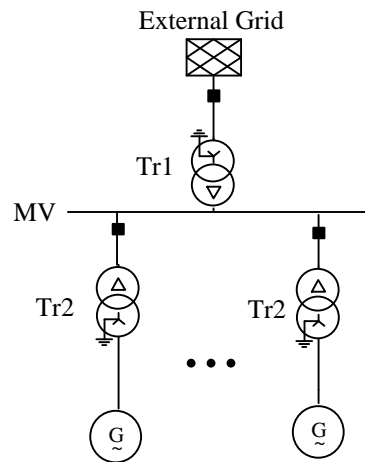 External Grid
Tr1
MV
Tr2
Tr2
G
~
G
~